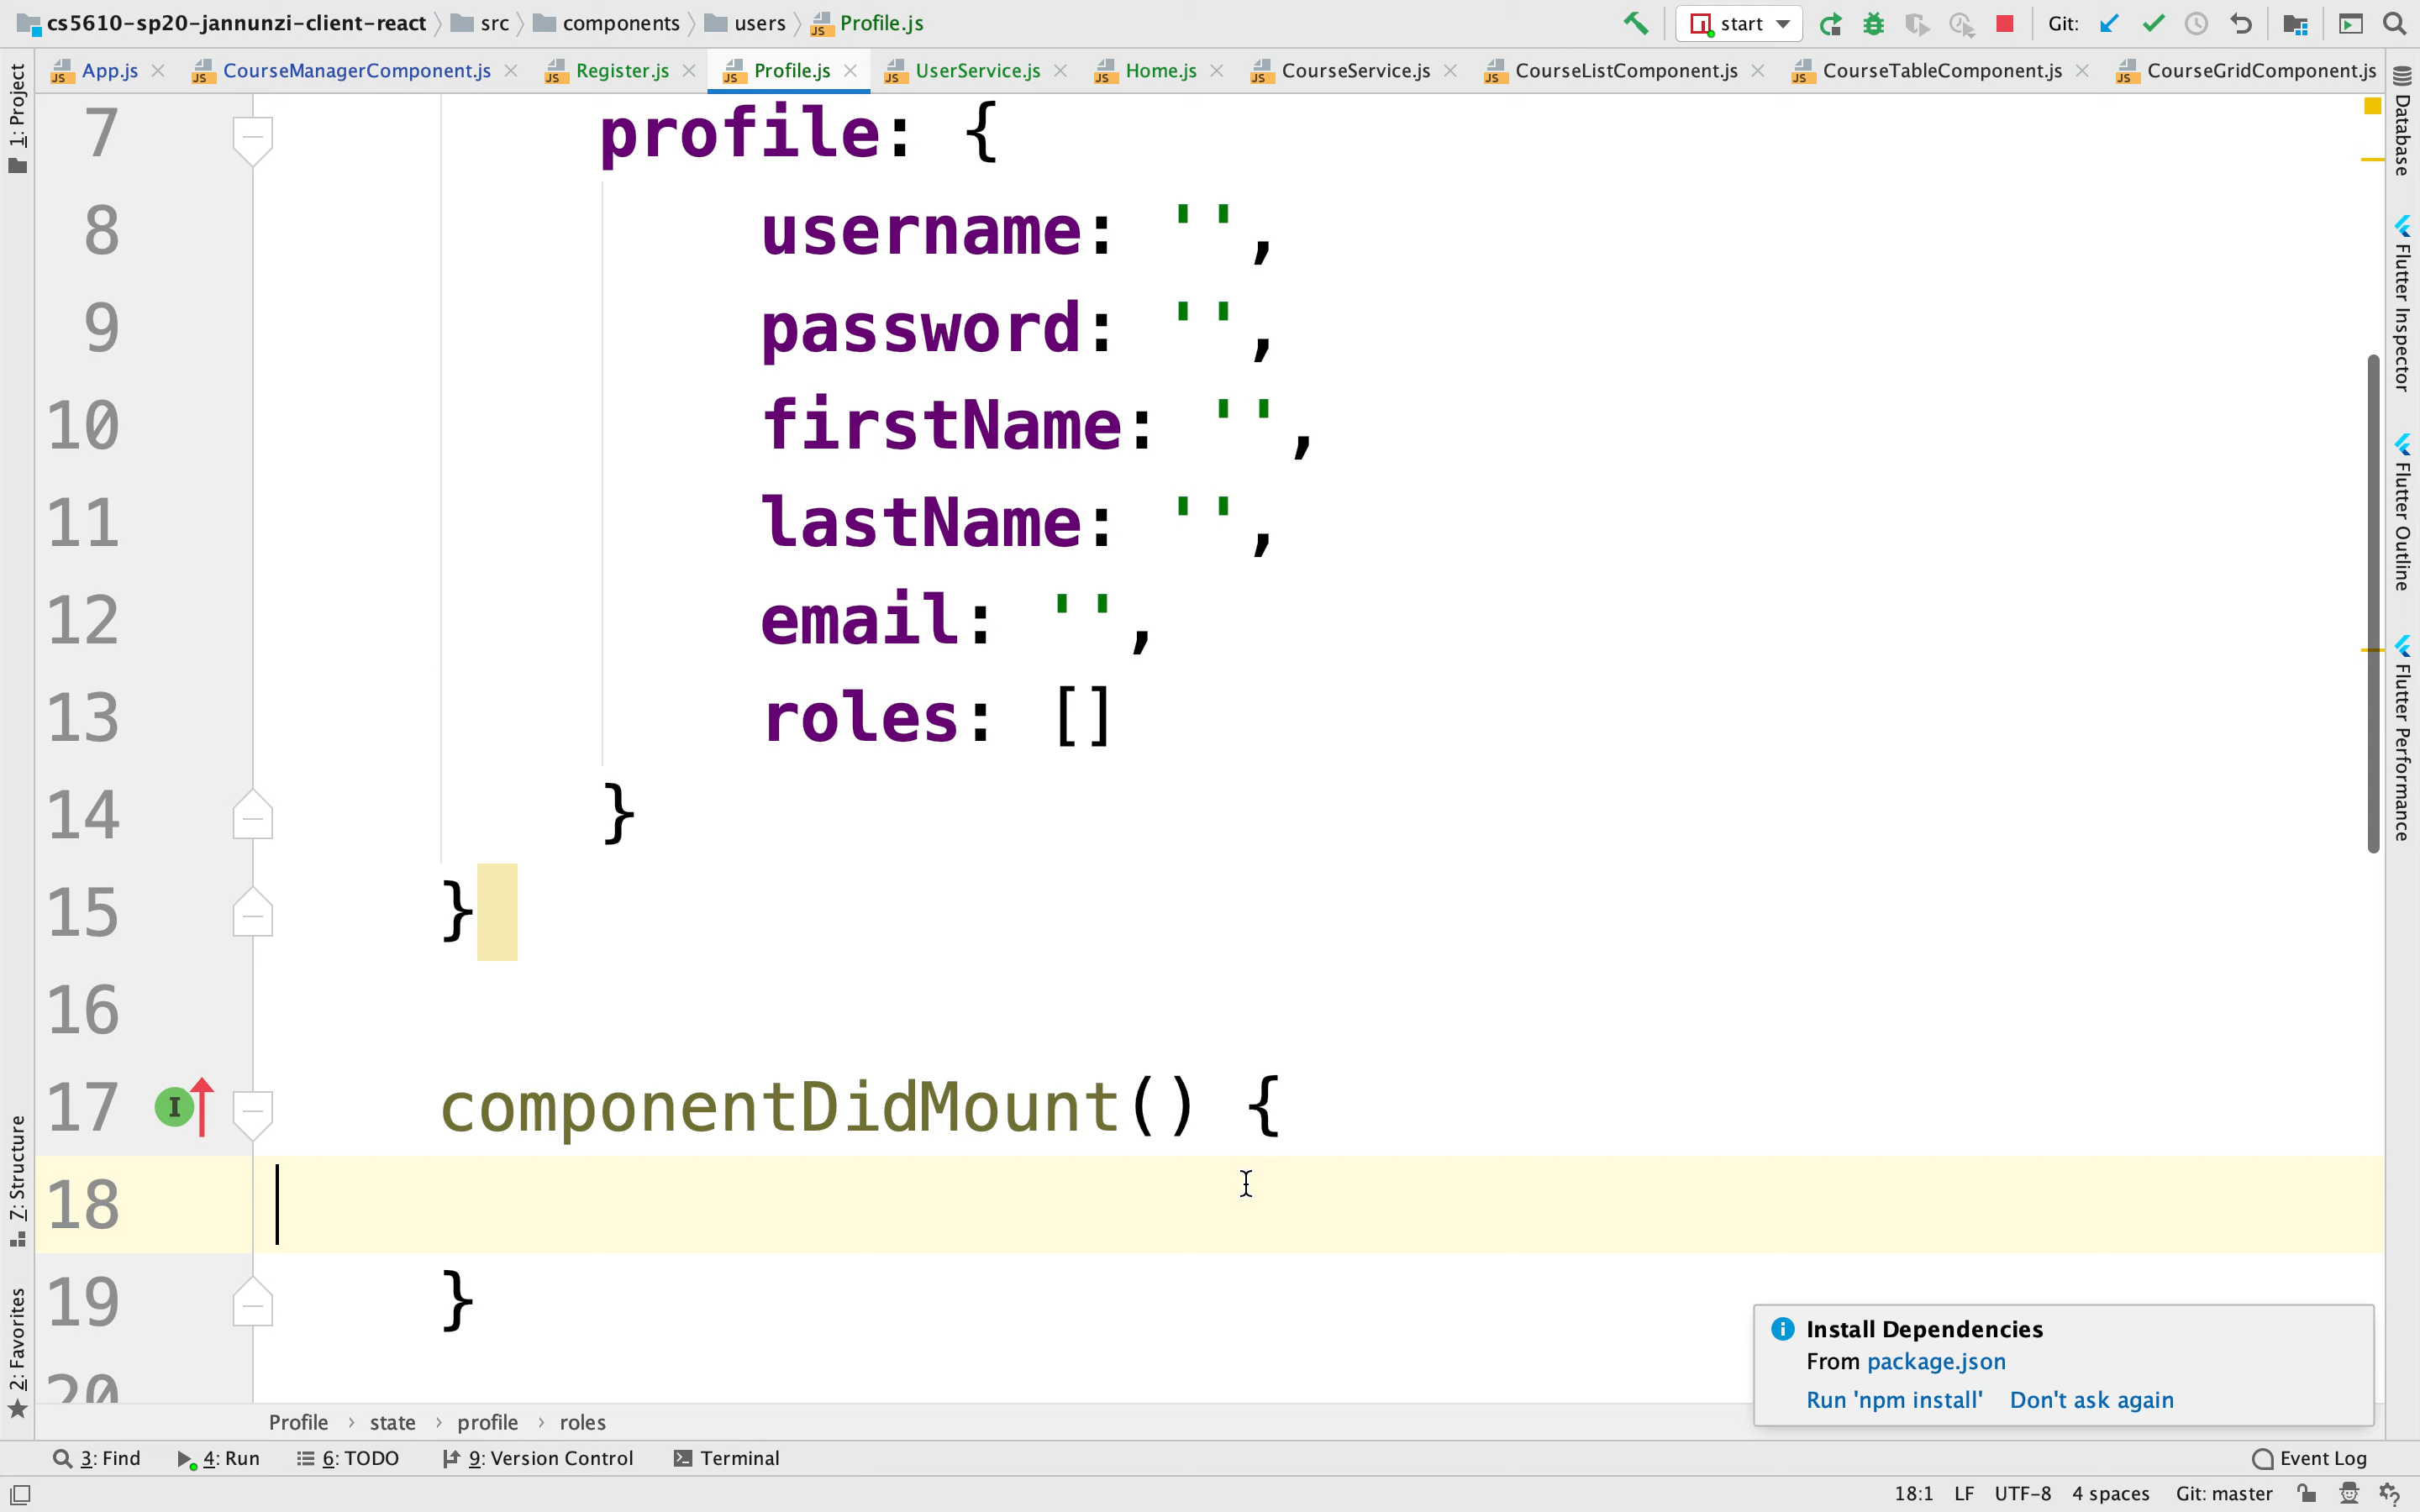 cs5610-sp20-jannunzi-client-react src components users Profile.js start Git:
App.js CourseManagerComponent.js Register.js Profile.js UserService.js Home.js CourseService.js CourseListComponent.js CourseTableComponent.js CourseGridComponent.js
1: Project
7: Structure
2: Favorites
7 profile: {
8 username: '',
9 password: '',
10 firstName: '',
11 lastName: '',
12 email: '',
13 roles: []
14 }
15 }
16
17 componentDidMount() {
18
19 }
20
Database
Flutter Inspector
Flutter Outline
Flutter Performance
Install Dependencies
From package.json
Run 'npm install' Don't ask again
Profile › state › profile › roles
3: Find 4: Run 6: TODO 9: Version Control Terminal Event Log
18:1 LF UTF-8 4 spaces Git: master